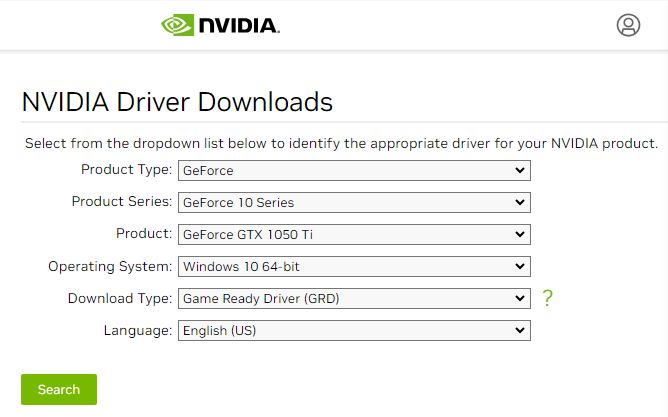 NVIDIA.
NVIDIA Driver Downloads
Select from the dropdown list below to identify the appropriate driver for your NVIDIA product.
Product Type: GeForce
Product Series: GeForce 10 Series
Product: GeForce GTX 1050 Ti
Operating System: Windows 10 64-bit
Download Type: Game Ready Driver (GRD) ?
Language: English (US)
Search